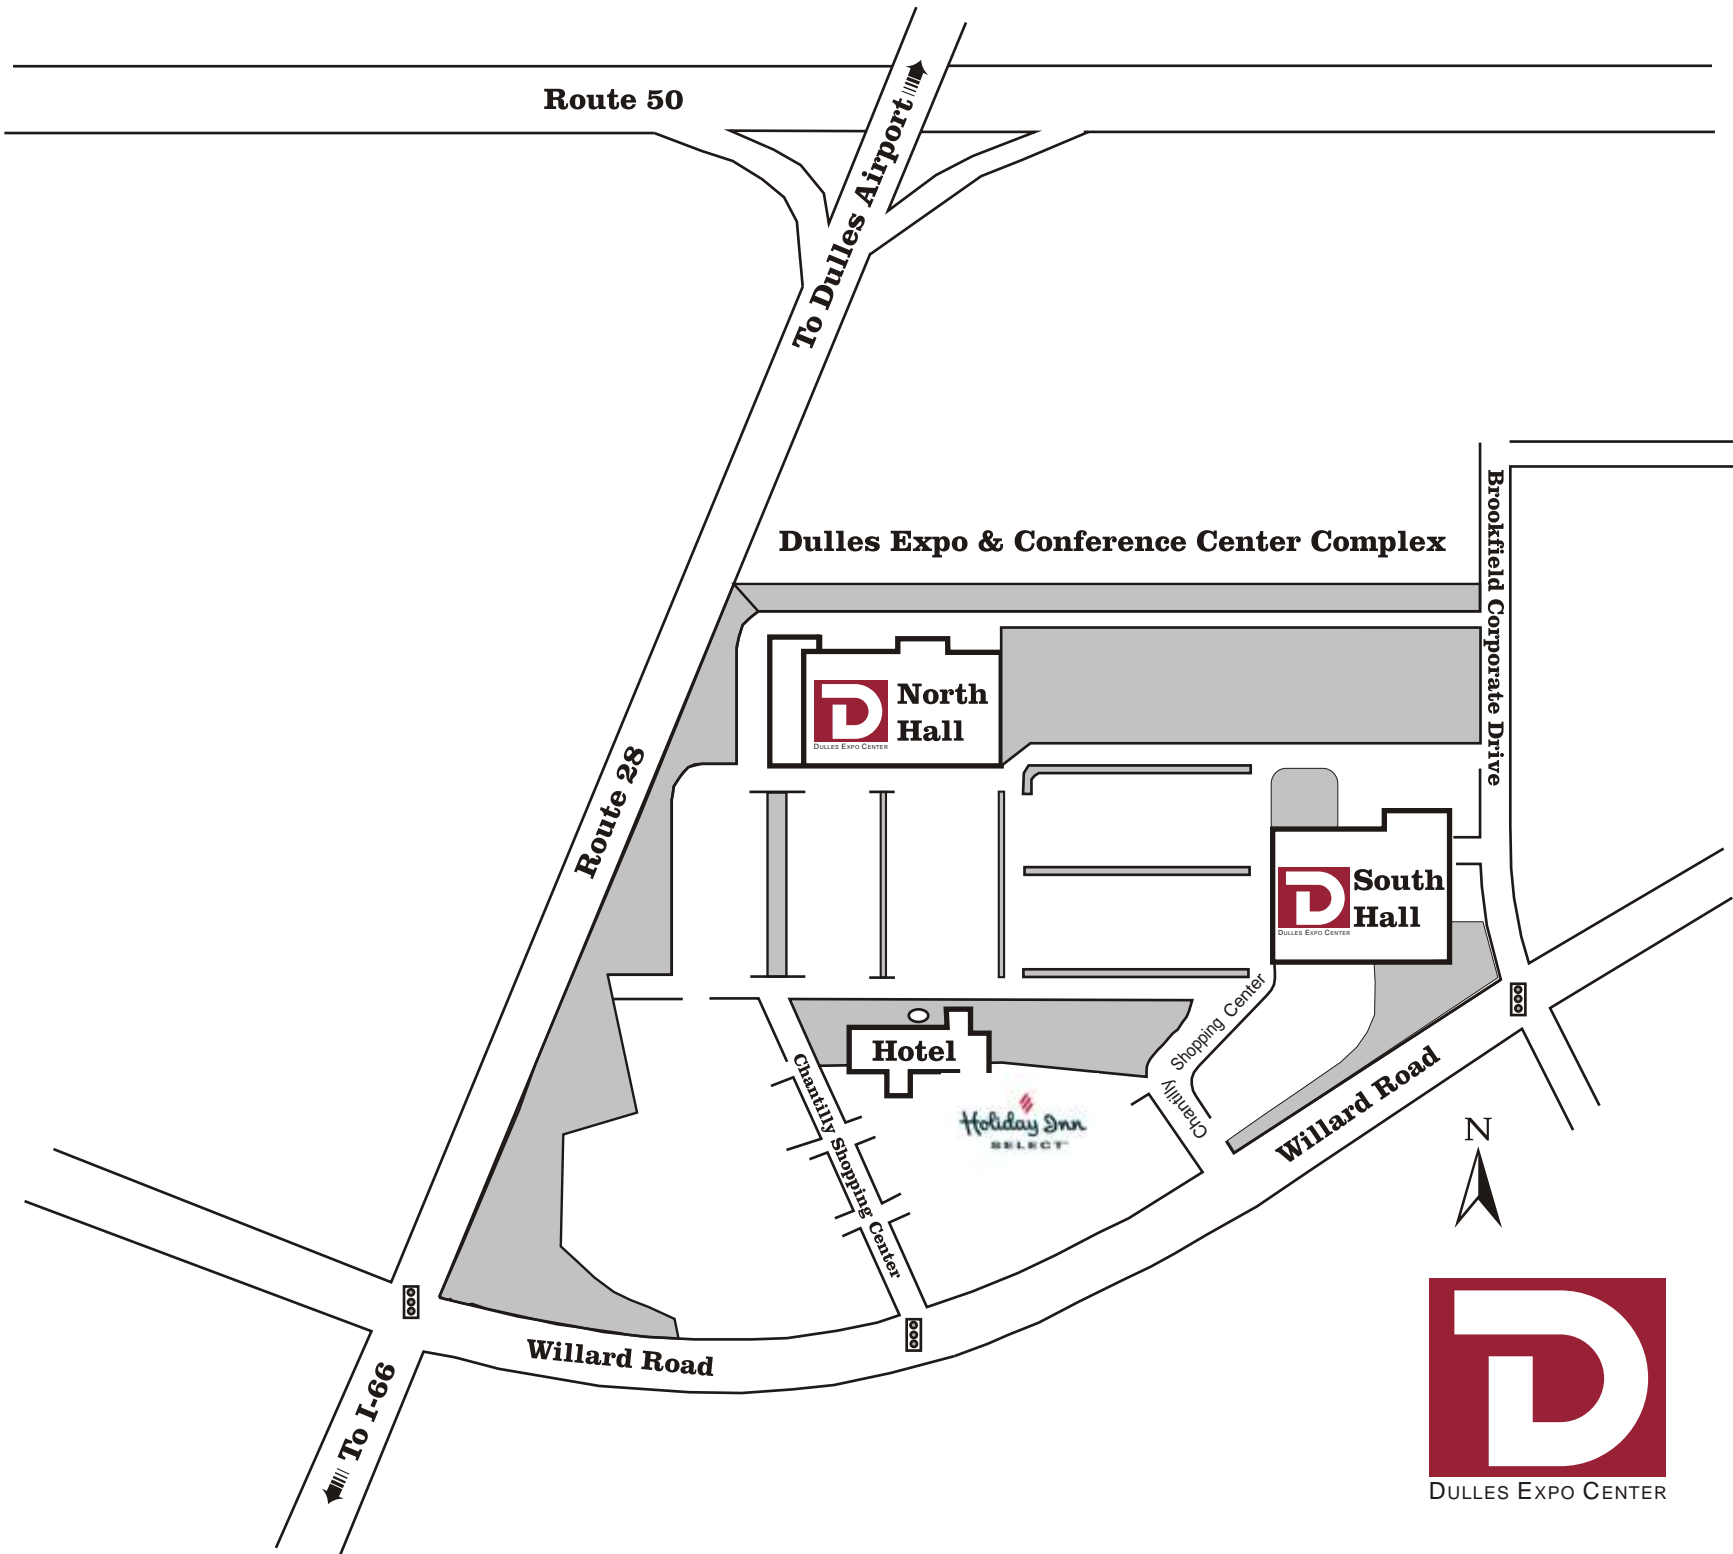 Route 50
To Dulles Airport
Dulles Expo & Conference Center Complex
Brookfield Corporate Drive
North
Hall
DULLES EXPO CENTER
Route 28
South
Hall
DULLES EXPO CENTER
Chantilly Shopping Center
Hotel
Chantilly Shopping Center
Holiday Inn
SELECT
Willard Road
N
Willard Road
To I-66
DULLES EXPO CENTER